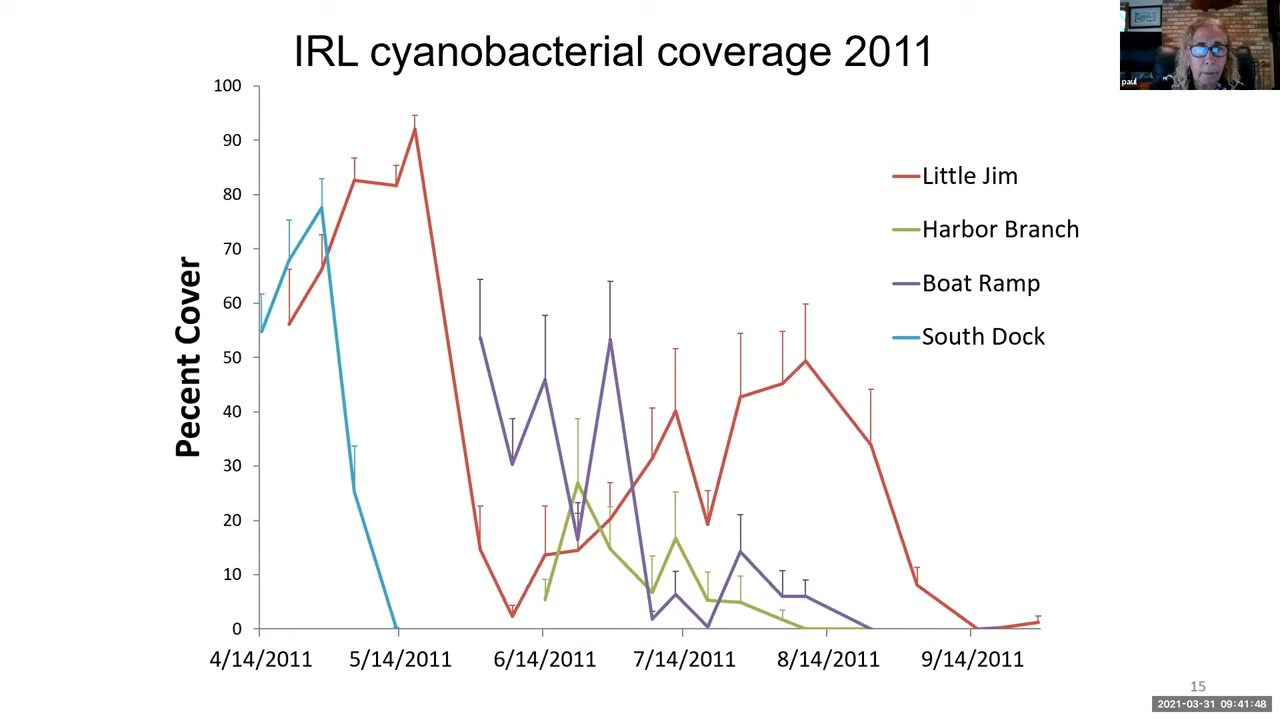 IRL cyanobacterial coverage 2011
paul
100
90
80
70
60
50
40
30
20
10
0
Pecent Cover
Little Jim
Harbor Branch
Boat Ramp
South Dock
4/14/2011
5/14/2011
6/14/2011
7/14/2011
8/14/2011
9/14/2011
15
2021-03-31 09:41:48